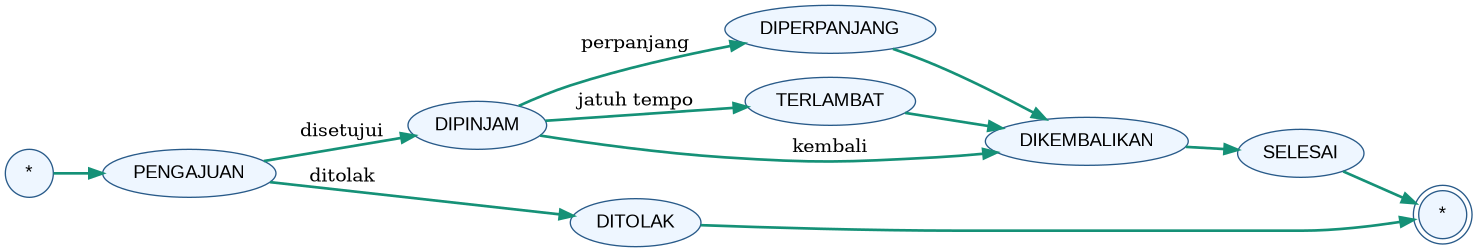 *
PENGAJUAN
disetujui
ditolak
DIPINJAM
DITOLAK
perpanjang
jatuh tempo
kembali
DIPERPANJANG
TERLAMBAT
DIKEMBALIKAN
SELESAI
*